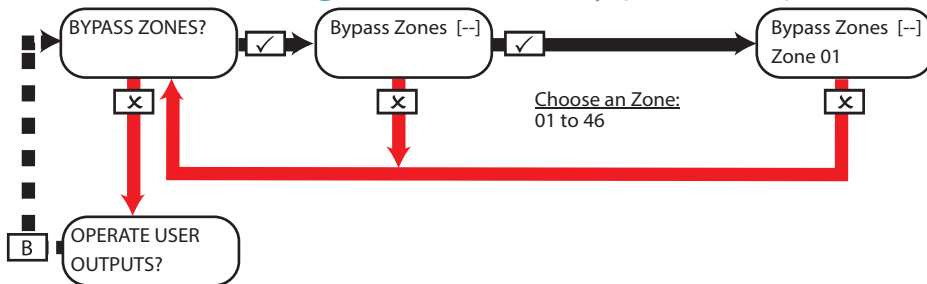 BYPASS ZONES?
✓
Bypass Zones [--]
✓
Bypass Zones [--]
Zone 01
x
x
Choose an Zone:
01 to 46
x
OPERATE USER
OUTPUTS?
B